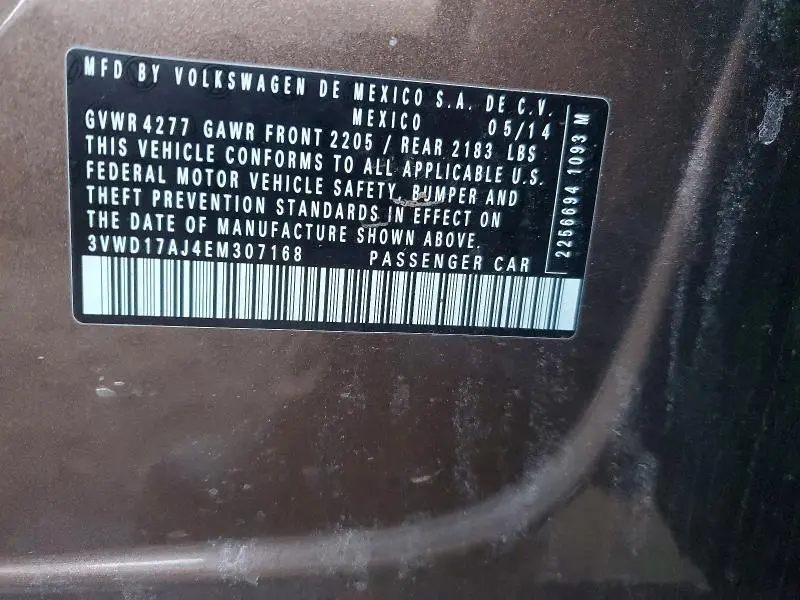 MFD BY VOLKSWAGEN DE MEXICO S.A. DE C.V.
MEXICO 05/14
GVWR 4277 GAWR FRONT 2205 / REAR 2183 LBS
THIS VEHICLE CONFORMS TO ALL APPLICABLE U.S.
FEDERAL MOTOR VEHICLE SAFETY, BUMPER AND
THEFT PREVENTION STANDARDS IN EFFECT ON
THE DATE OF MANUFACTURE SHOWN ABOVE.
3VWD17AJ4EM307168 PASSENGER CAR
2256694 1093 M